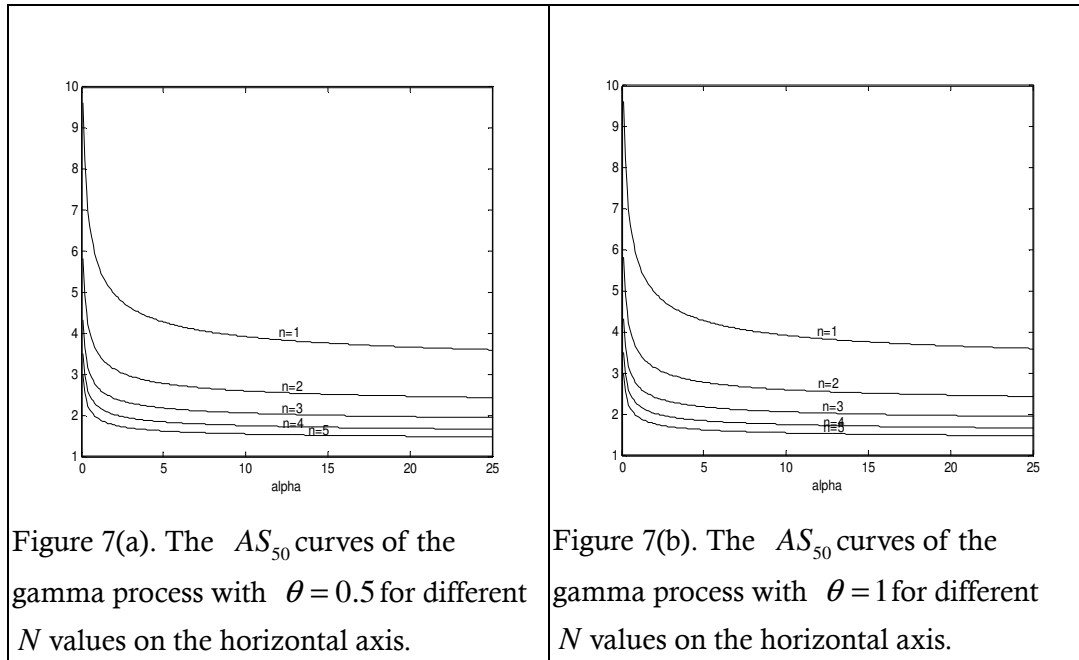 10
9
8
7
6
5
4
3
2
1
n=1
n=2
n=3
n=4
n=5
0 5 10 15 20 25
alpha
Figure 7(a). The AS₅₀ curves of the
gamma process with θ = 0.5 for different
N values on the horizontal axis.
10
9
8
7
6
5
4
3
2
1
n=1
n=2
n=3
n=4
n=5
0 5 10 15 20 25
alpha
Figure 7(b). The AS₅₀ curves of the
gamma process with θ = 1 for different
N values on the horizontal axis.